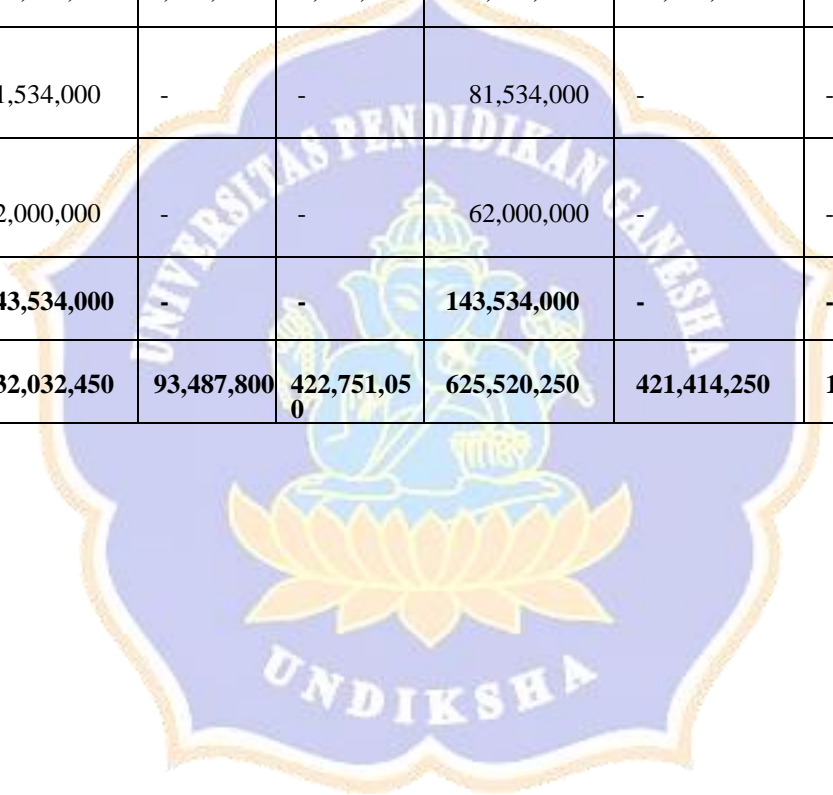 1,534,000 - - 81,534,000 - -
2,000,000 - - 62,000,000 - -
43,534,000 - - 143,534,000 - -
32,032,450 93,487,800 422,751,05 625,520,250 421,414,250 1
0
UNIVERSITAS PENDIDIKAN GANESHA
UNDIKSHA